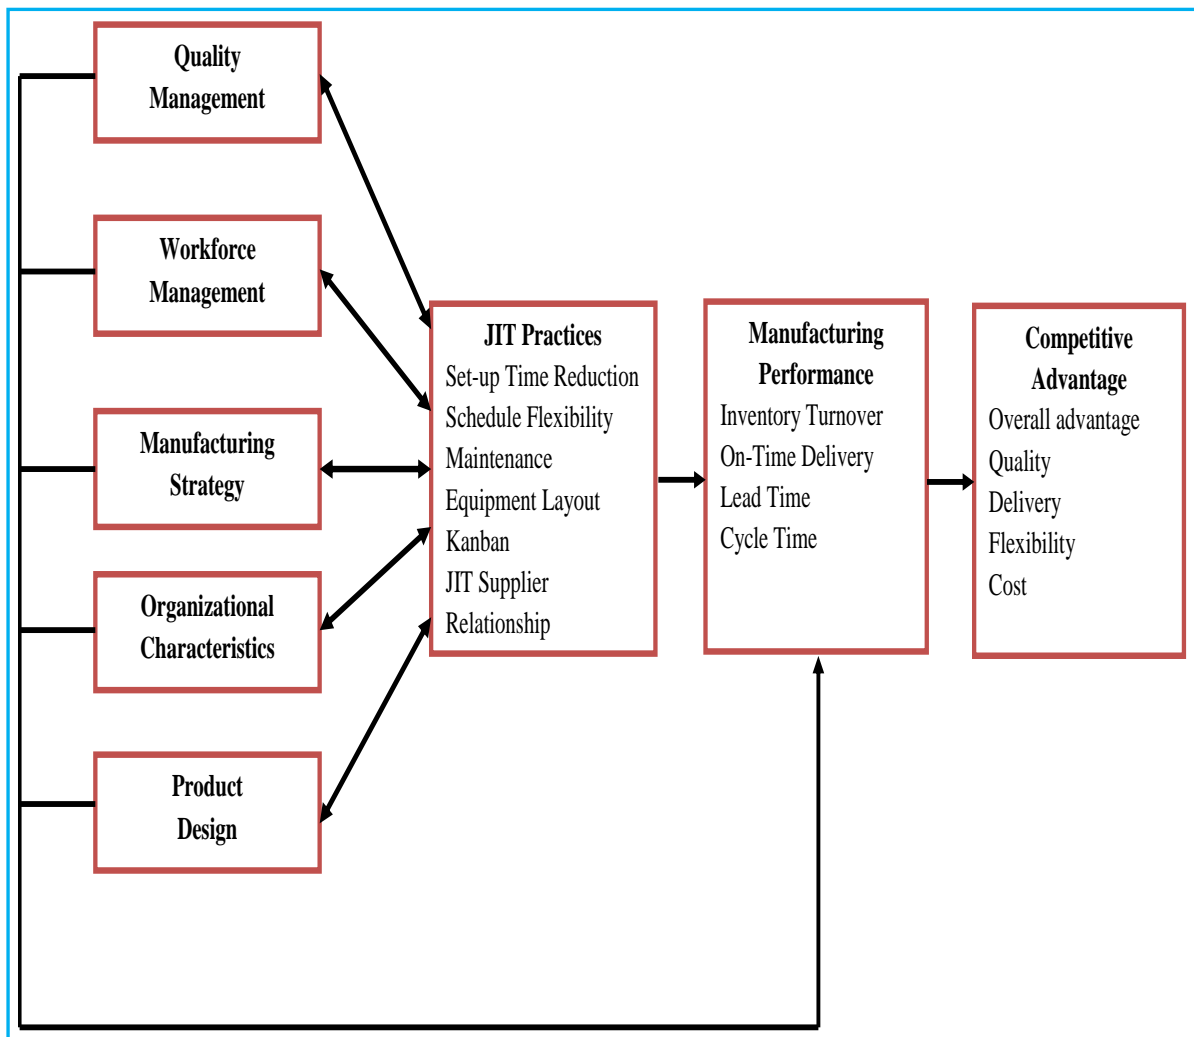 Quality
Management
Workforce
Management
Manufacturing
Strategy
Organizational
Characteristics
Product
Design
JIT Practices
Set-up Time Reduction
Schedule Flexibility
Maintenance
Equipment Layout
Kanban
JIT Supplier
Relationship
Manufacturing
Performance
Inventory Turnover
On-Time Delivery
Lead Time
Cycle Time
Competitive
Advantage
Overall advantage
Quality
Delivery
Flexibility
Cost